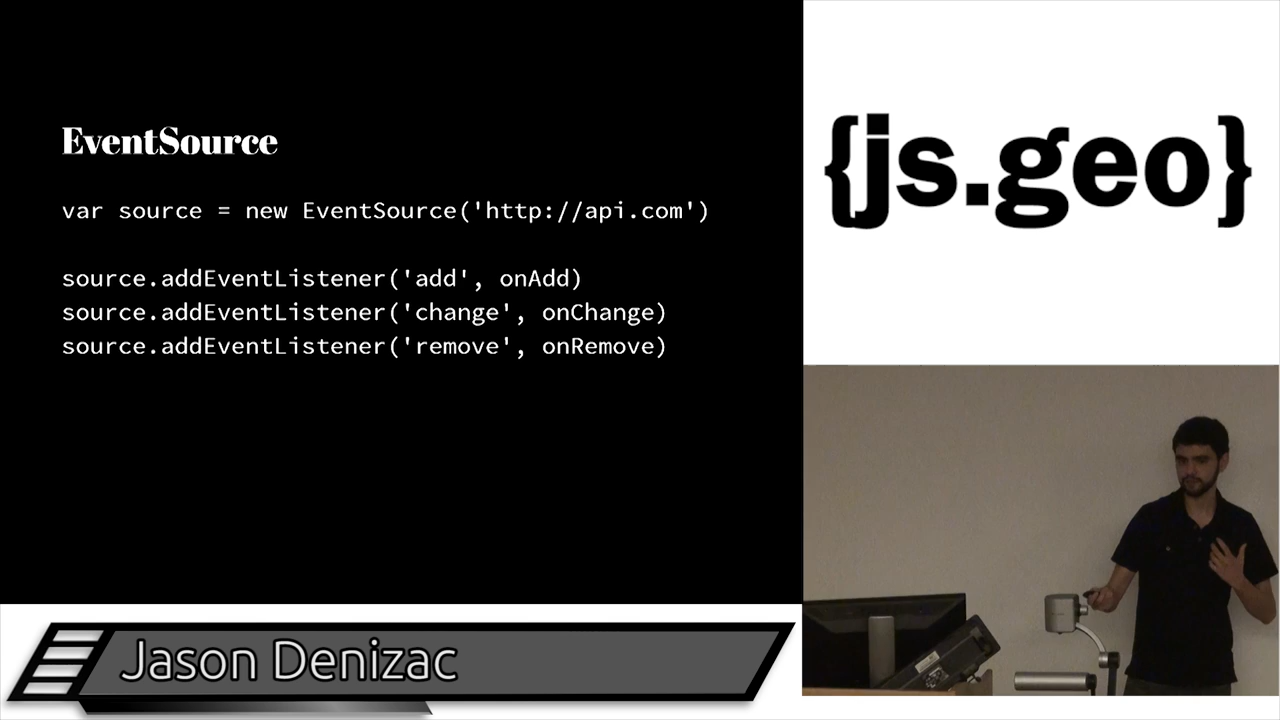 EventSource
var source = new EventSource('http://api.com')
source.addEventListener('add', onAdd)
source.addEventListener('change', onChange)
source.addEventListener('remove', onRemove)
{js.geo}
Jason Denizac